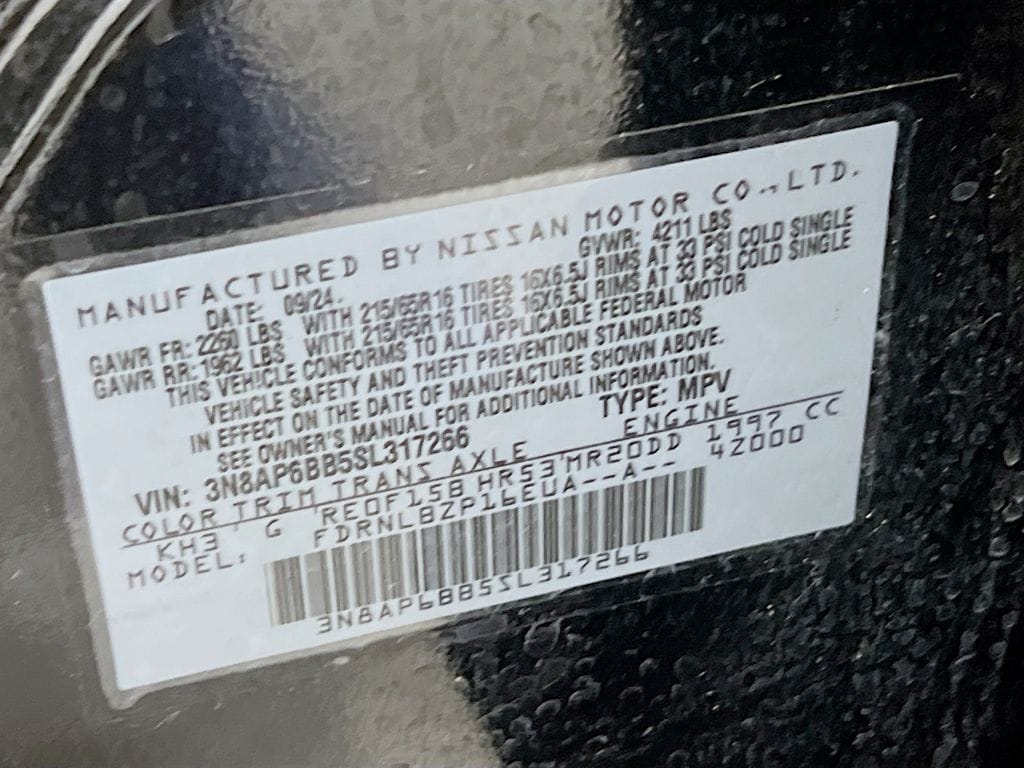 MANUFACTURED BY NISSAN MOTOR CO.,LTD.
DATE: 09/24. GVWR: 4211 LBS
GAWR FR: 2260 LBS WITH 215/65R16 TIRES 16X6.5J RIMS AT 33 PSI COLD SINGLE
GAWR RR: 1962 LBS WITH 215/65R16 TIRES 16X6.5J RIMS AT 33 PSI COLD SINGLE
THIS VEHICLE CONFORMS TO ALL APPLICABLE FEDERAL MOTOR
VEHICLE SAFETY AND THEFT PREVENTION STANDARDS
IN EFFECT ON THE DATE OF MANUFACTURE SHOWN ABOVE.
SEE OWNER'S MANUAL FOR ADDITIONAL INFORMATION.
VIN: 3N8AP6BB5SL317266 TYPE: MPV
COLOR TRIM TRANS AXLE ENGINE
KH3 G RE0F15B HR53 MR20DD 1997 CC
MODEL: FDRNLBZP16EUA--A-- 4Z000
3N8AP6BB5SL317266